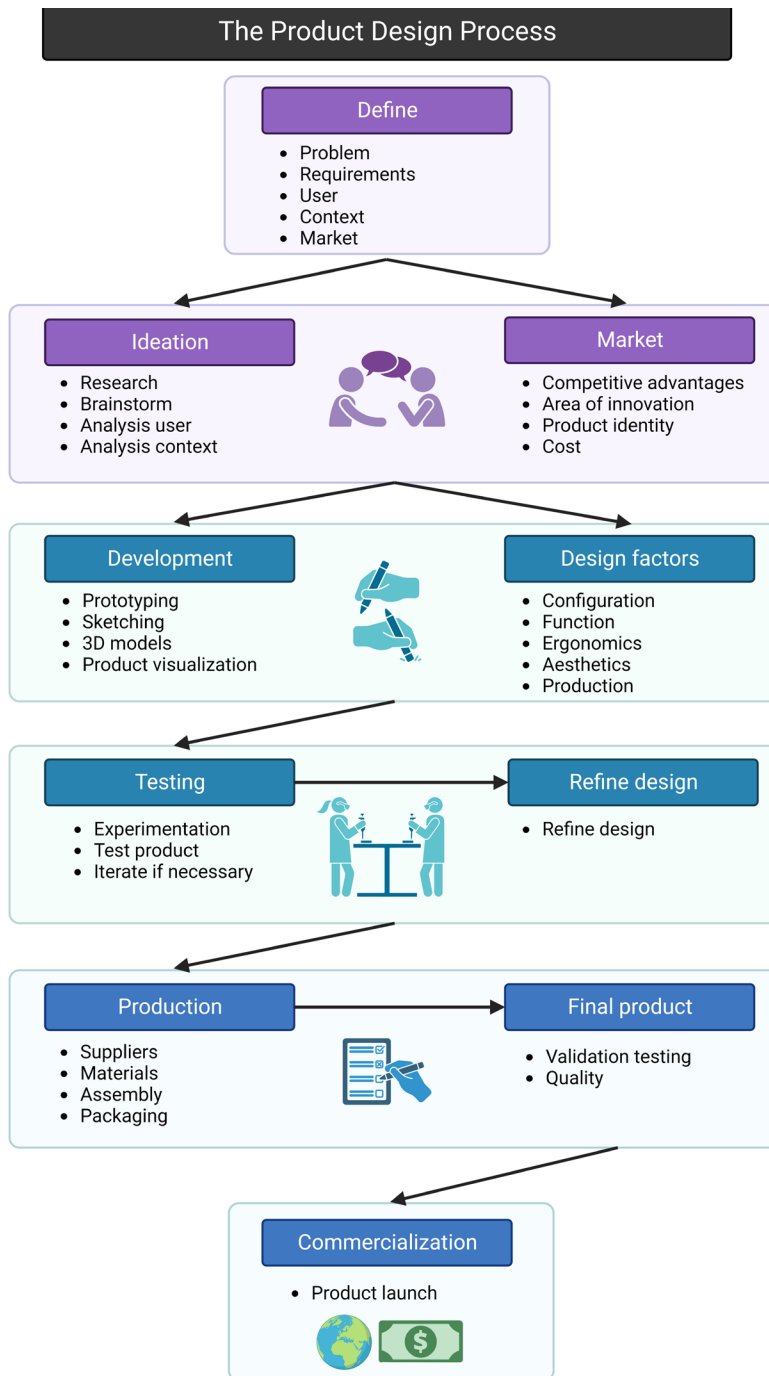 The Product Design Process
Define
• Problem
• Requirements
• User
• Context
• Market
Ideation
• Research
• Brainstorm
• Analysis user
• Analysis context
Market
• Competitive advantages
• Area of innovation
• Product identity
• Cost
Development
• Prototyping
• Sketching
• 3D models
• Product visualization
Design factors
• Configuration
• Function
• Ergonomics
• Aesthetics
• Production
Testing
• Experimentation
• Test product
• Iterate if necessary
Refine design
• Refine design
Production
• Suppliers
• Materials
• Assembly
• Packaging
Final product
• Validation testing
• Quality
Commercialization
• Product launch
$